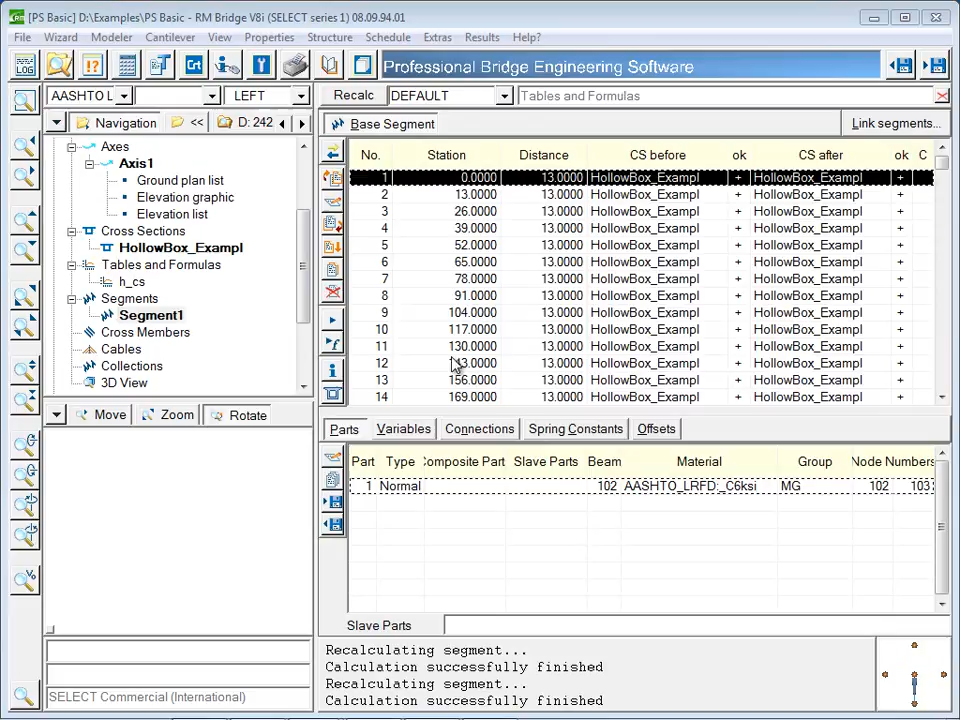 [PS Basic] D:\Examples\PS Basic - RM Bridge V8i (SELECT series 1) 08.09.94.01
File Wizard Modeler Cantilever View Properties Structure Schedule Extras Results Help?
LOG Crt Professional Bridge Engineering Software
AASHTO L LEFT Recalc DEFAULT Tables and Formulas
Navigation << D: 242 Base Segment Link segments...
Axes
Axis1
Ground plan list
Elevation graphic
Elevation list
Cross Sections
HollowBox_Exampl
Tables and Formulas
h_cs
Segments
Segment1
Cross Members
Cables
Collections
3D View
No. Station Distance CS before ok CS after ok C
1 0.0000 13.0000 HollowBox_Exampl + HollowBox_Exampl +
2 13.0000 13.0000 HollowBox_Exampl + HollowBox_Exampl +
3 26.0000 13.0000 HollowBox_Exampl + HollowBox_Exampl +
4 39.0000 13.0000 HollowBox_Exampl + HollowBox_Exampl +
5 52.0000 13.0000 HollowBox_Exampl + HollowBox_Exampl +
6 65.0000 13.0000 HollowBox_Exampl + HollowBox_Exampl +
7 78.0000 13.0000 HollowBox_Exampl + HollowBox_Exampl +
8 91.0000 13.0000 HollowBox_Exampl + HollowBox_Exampl +
9 104.0000 13.0000 HollowBox_Exampl + HollowBox_Exampl +
10 117.0000 13.0000 HollowBox_Exampl + HollowBox_Exampl +
11 130.0000 13.0000 HollowBox_Exampl + HollowBox_Exampl +
12 13.0000 HollowBox_Exampl + HollowBox_Exampl +
13 156.0000 13.0000 HollowBox_Exampl + HollowBox_Exampl +
14 169.0000 13.0000 HollowBox_Exampl + HollowBox_Exampl +
Move Zoom Rotate
Parts Variables Connections Spring Constants Offsets
Part Type Composite Part Slave Parts Beam Material Group Node Numbers
1 Normal 102 AASHTO_LRFD:_C6ksi MG 102 103
Slave Parts
Recalculating segment...
Calculation successfully finished
Recalculating segment...
Calculation successfully finished
SELECT Commercial (International)